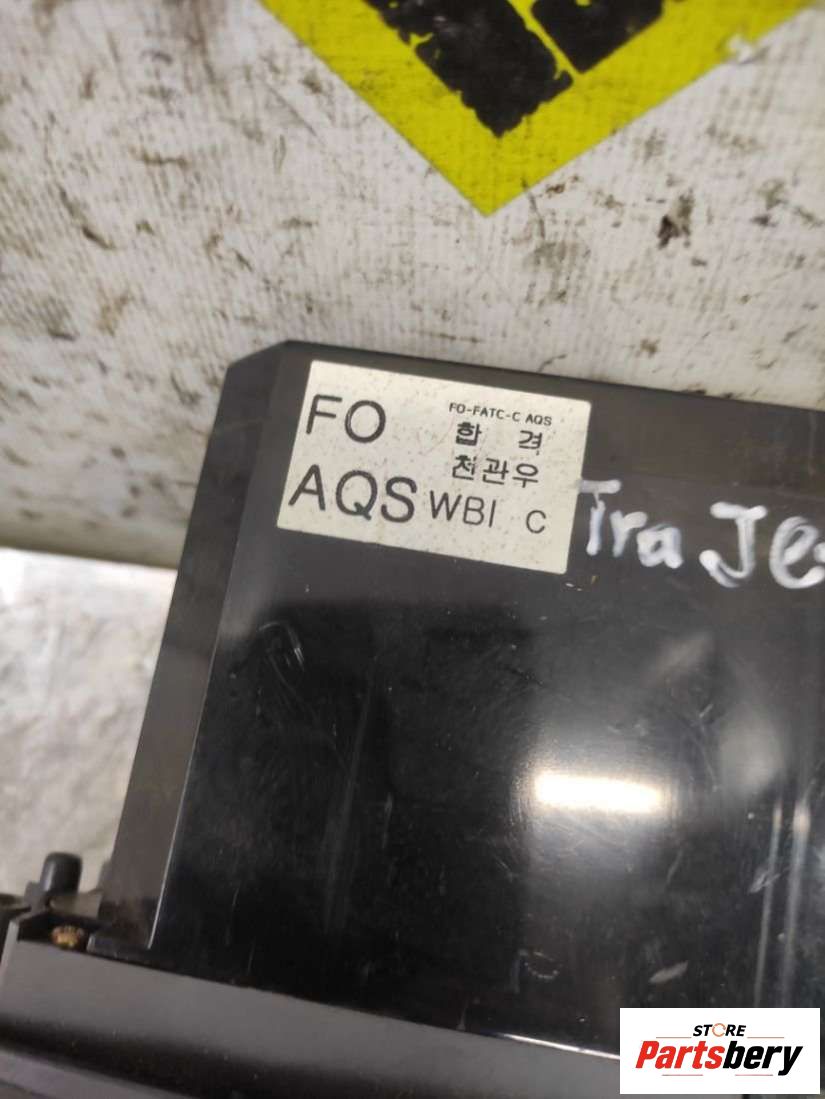 FO
FO-FATC-C AQS
합 격
천관우
AQS WBI C
Tra Je
STORE
Partsbery